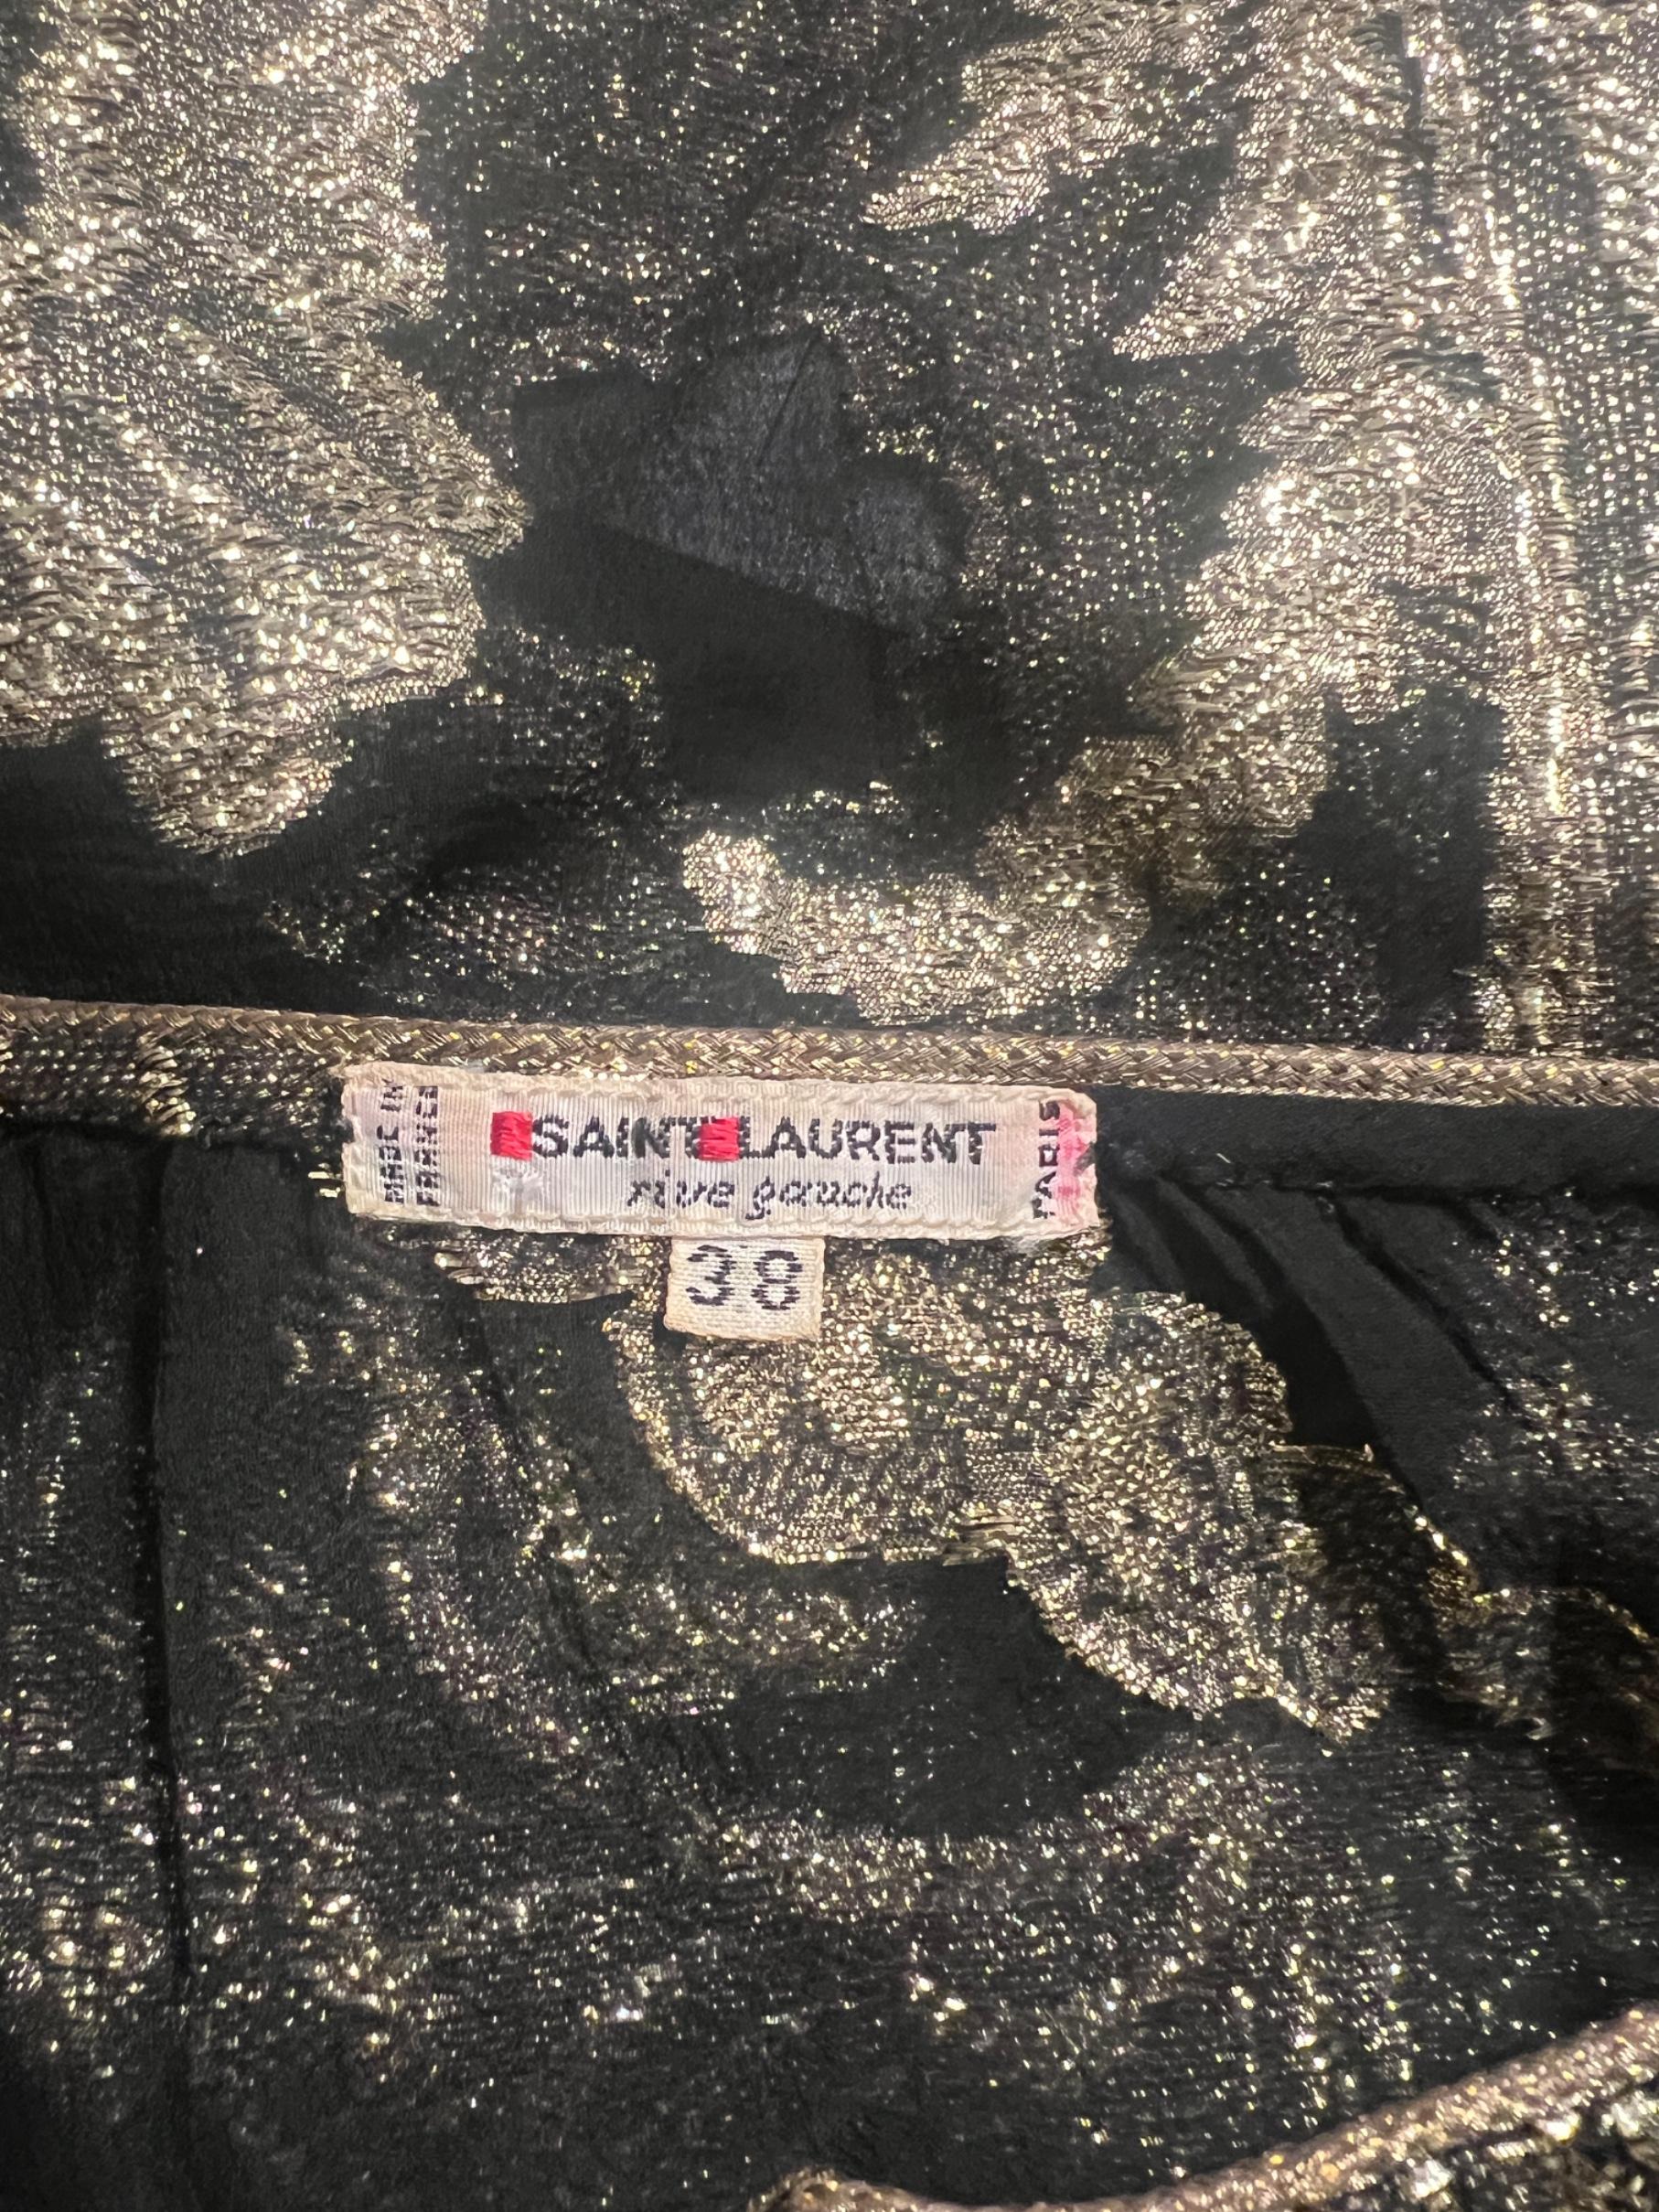 MADE IN
FRANCE
SAINT LAURENT
rive gauche
PARIS
38